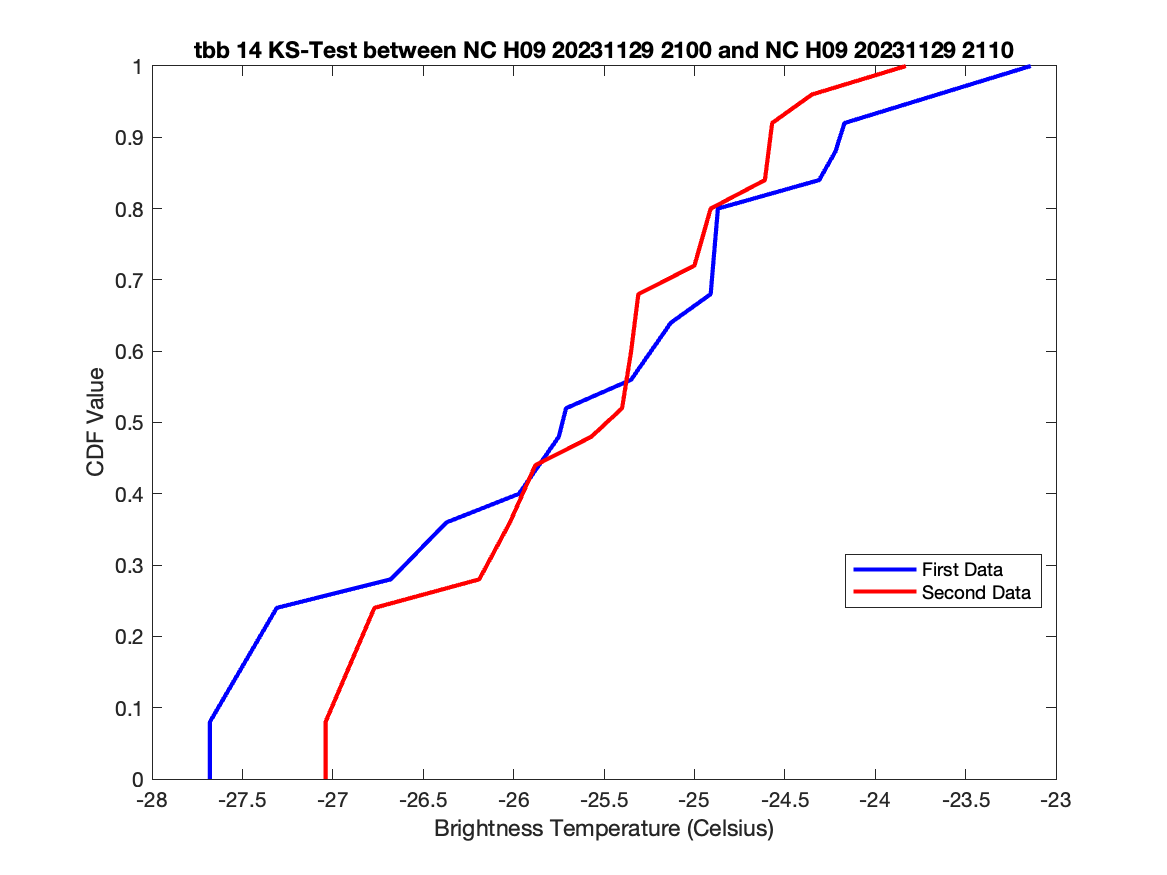 tbb 14 KS-Test between NC H09 20231129 2100 and NC H09 20231129 2110
1
0.9
0.8
0.7
0.6
0.5
0.4
0.3
0.2
0.1
0
CDF Value
First Data
Second Data
-28 -27.5 -27 -26.5 -26 -25.5 -25 -24.5 -24 -23.5 -23
Brightness Temperature (Celsius)